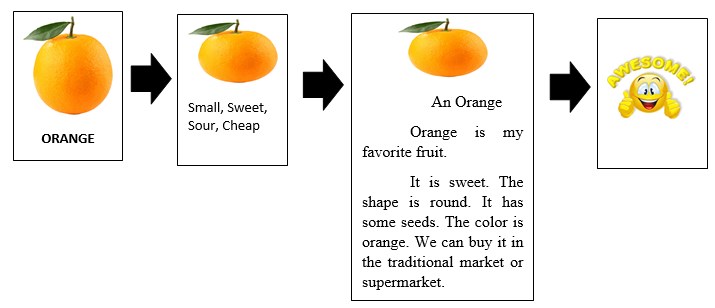 ORANGE
Small, Sweet,
Sour, Cheap
An Orange
Orange is my
favorite fruit.
It is sweet. The
shape is round. It has
some seeds. The color is
orange. We can buy it in
the traditional market or
supermarket.
AWESOME!